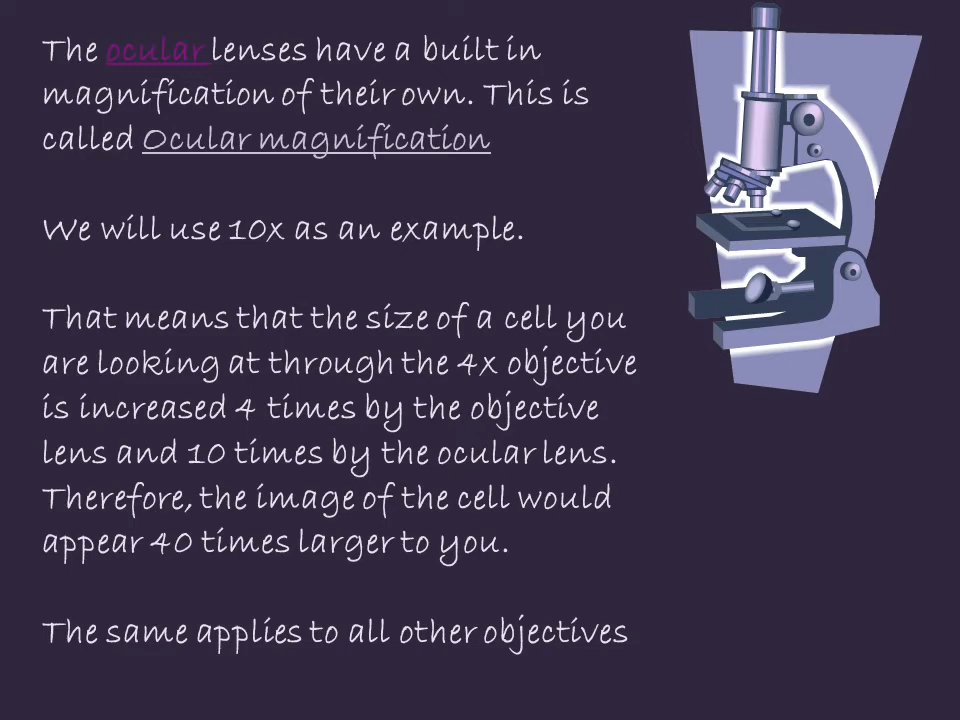 The ocular lenses have a built in
magnification of their own. This is
called Ocular magnification
We will use 10x as an example.
That means that the size of a cell you
are looking at through the 4x objective
is increased 4 times by the objective
lens and 10 times by the ocular lens.
Therefore, the image of the cell would
appear 40 times larger to you.
The same applies to all other objectives